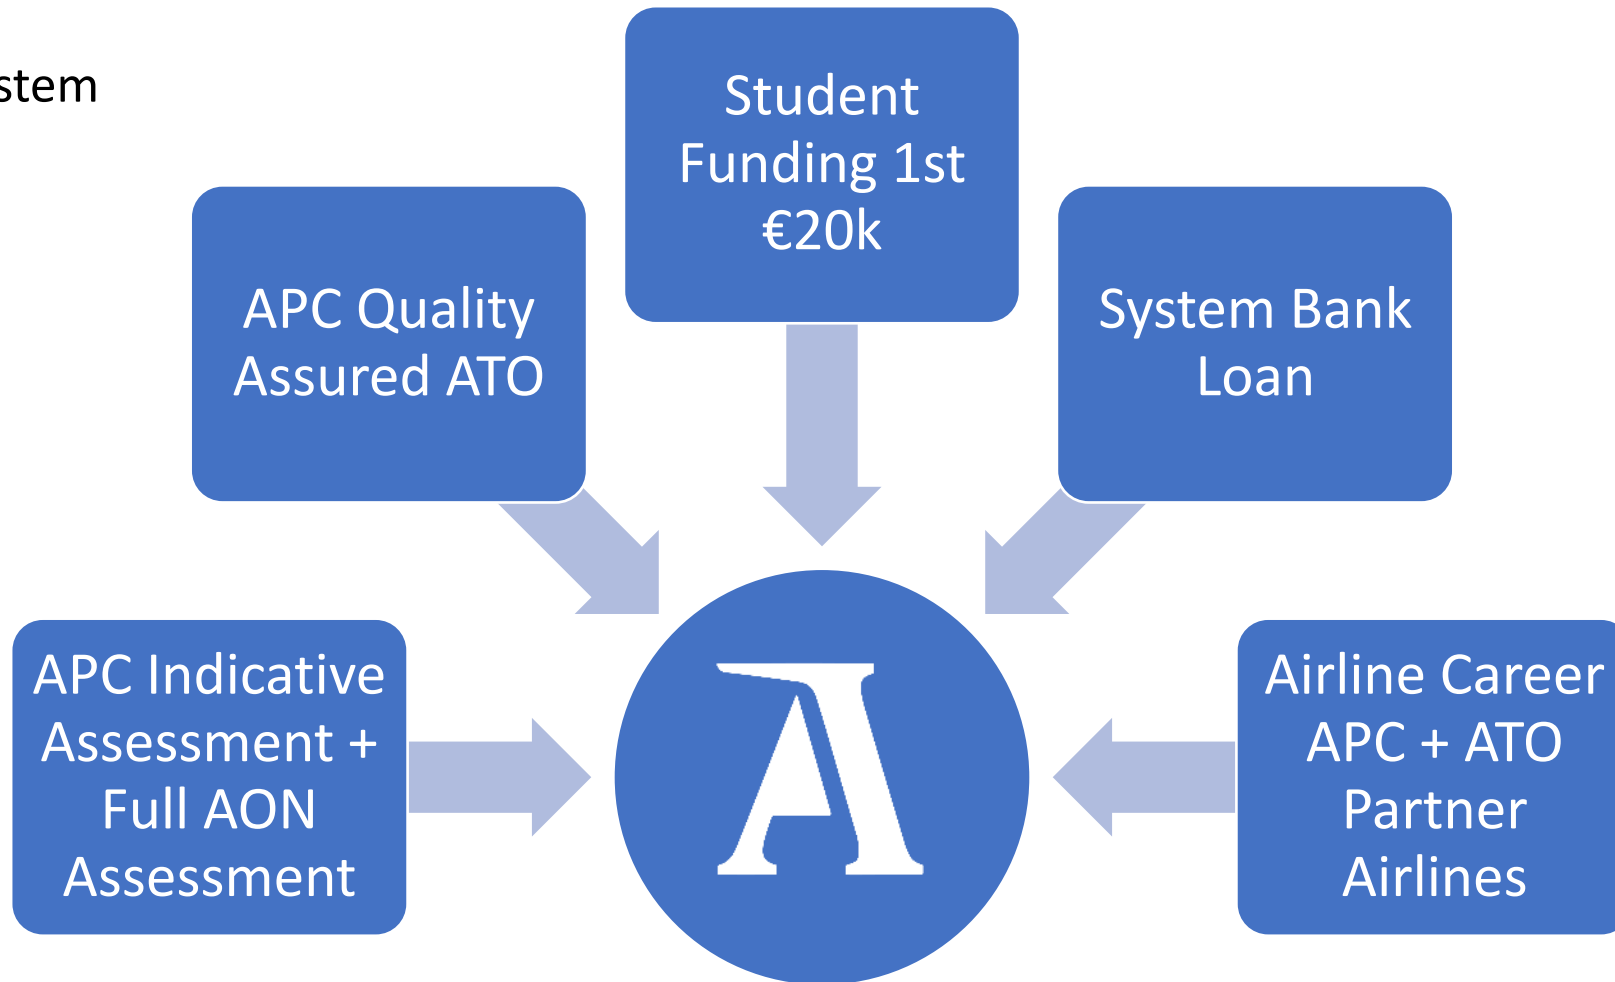 stem
Student
Funding 1st
€20k
APC Quality
Assured ATO
System Bank
Loan
APC Indicative
Assessment +
Full AON
Assessment
A
Airline Career
APC + ATO
Partner
Airlines